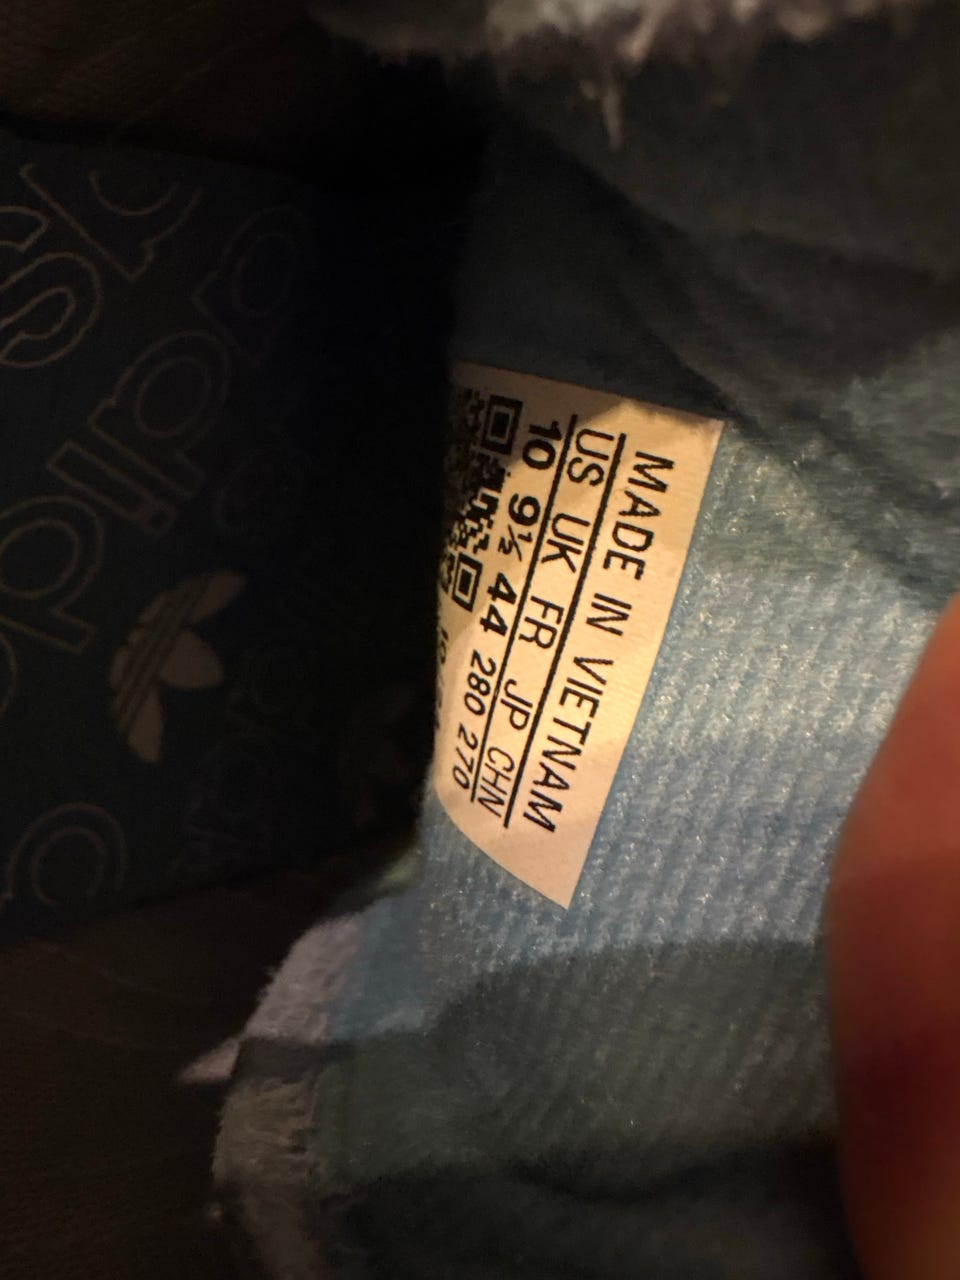 MADE IN VIETNAM
US UK FR JP CHN
10 9½ 44 280 270
adidas